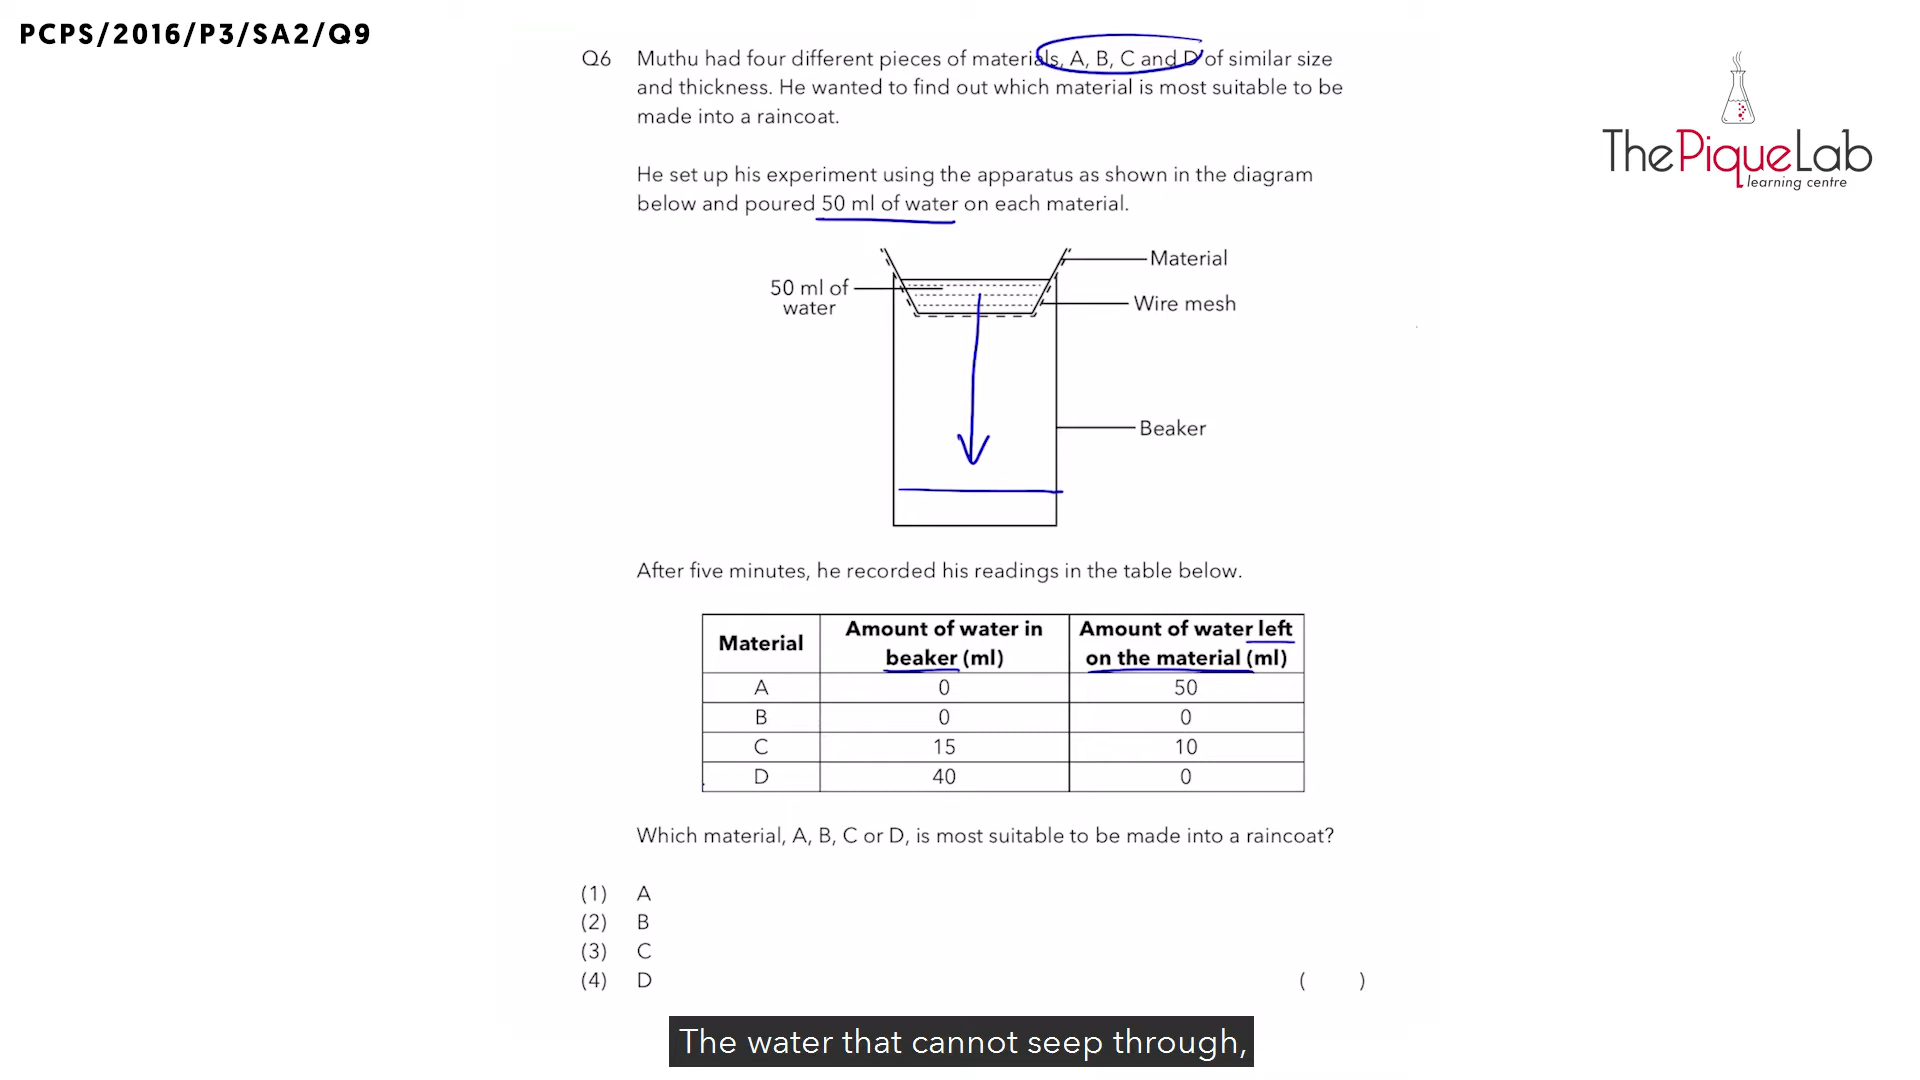 PCPS/2016/P3/SA2/Q9
Q6 Muthu had four different pieces of materials, A, B, C and D of similar size
and thickness. He wanted to find out which material is most suitable to be
made into a raincoat.
He set up his experiment using the apparatus as shown in the diagram
below and poured 50 ml of water on each material.
Material
50 ml of
water
Wire mesh
Beaker
After five minutes, he recorded his readings in the table below.
Material
Amount of water in
beaker (ml)
Amount of water left
on the material (ml)
A 0 50
B 0 0
C 15 10
D 40 0
Which material, A, B, C or D, is most suitable to be made into a raincoat?
(1) A
(2) B
(3) C
(4) D
( )
The water that cannot seep through,
ThePiqueLab
learning centre